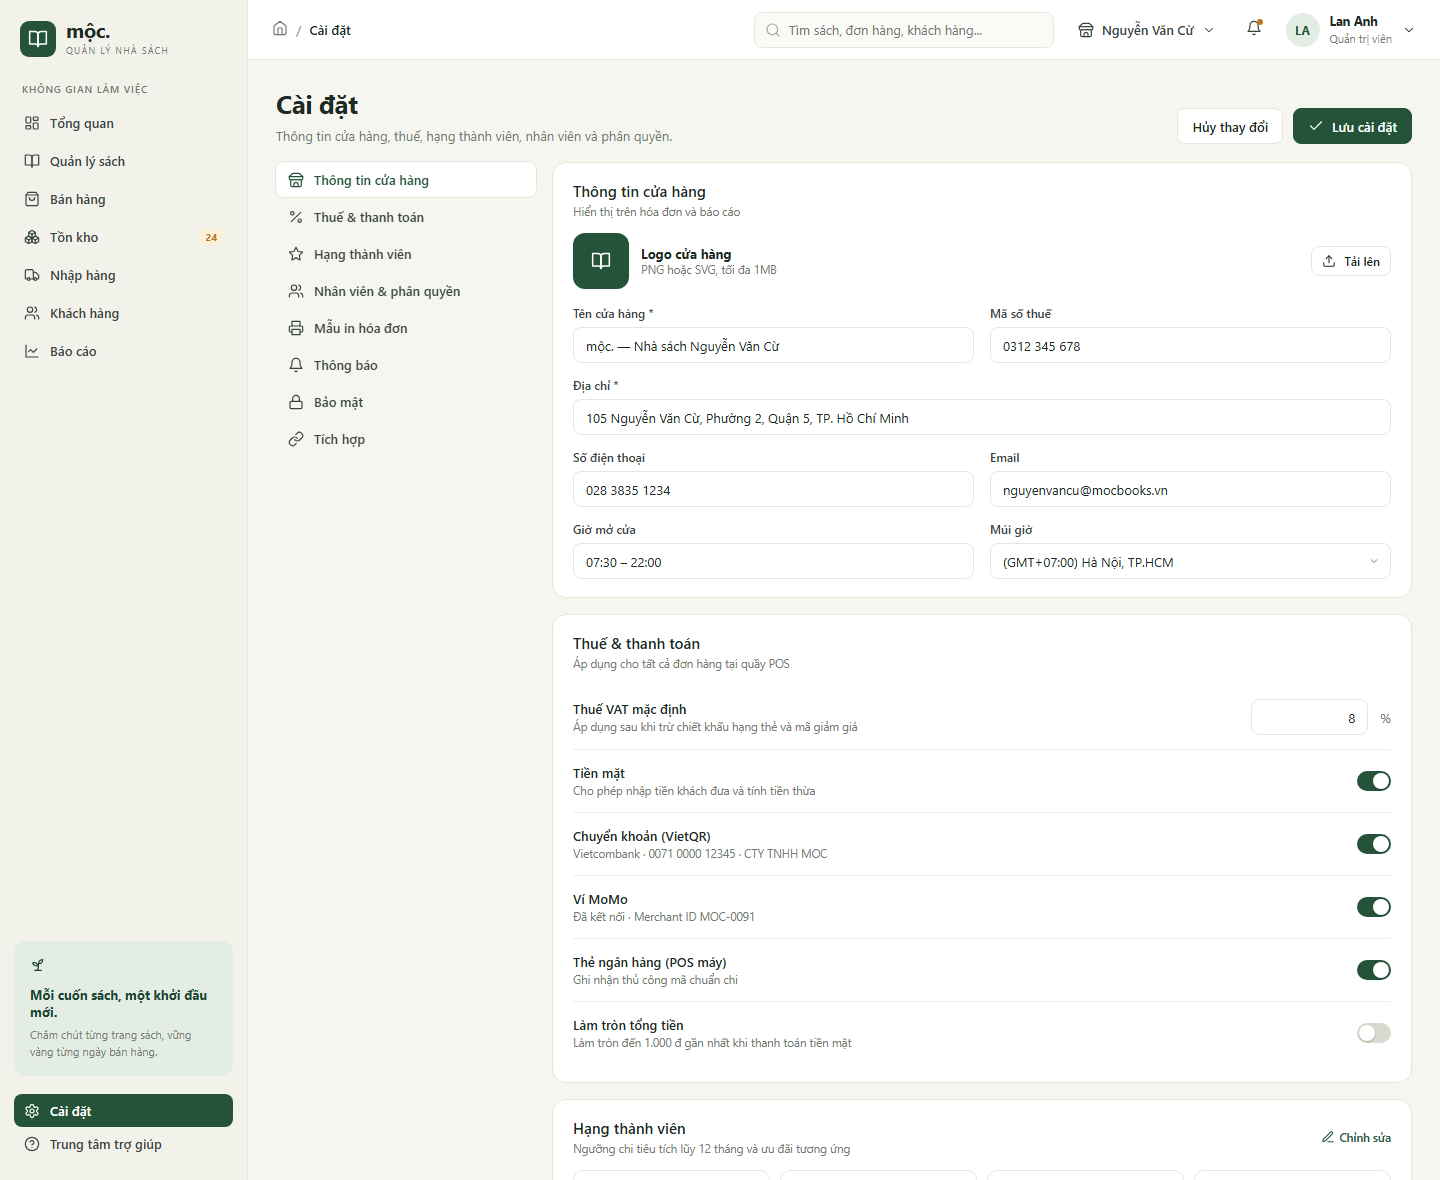 mộc.
QUẢN LÝ NHÀ SÁCH
KHÔNG GIAN LÀM VIỆC
Tổng quan
Quản lý sách
Bán hàng
Tồn kho 24
Nhập hàng
Khách hàng
Báo cáo
Mỗi cuốn sách, một khởi đầu
mới.
Chăm chút từng trang sách, vững
vàng từng ngày bán hàng.
Cài đặt
Trung tâm trợ giúp
/ Cài đặt
Tìm sách, đơn hàng, khách hàng...
Nguyễn Văn Cừ
LA
Lan Anh
Quản trị viên
Cài đặt
Thông tin cửa hàng, thuế, hạng thành viên, nhân viên và phân quyền.
Hủy thay đổi
Lưu cài đặt
Thông tin cửa hàng
Thuế & thanh toán
Hạng thành viên
Nhân viên & phân quyền
Mẫu in hóa đơn
Thông báo
Bảo mật
Tích hợp
Thông tin cửa hàng
Hiển thị trên hóa đơn và báo cáo
Logo cửa hàng
PNG hoặc SVG, tối đa 1MB
Tải lên
Tên cửa hàng *
mộc. — Nhà sách Nguyễn Văn Cừ
Mã số thuế
0312 345 678
Địa chỉ *
105 Nguyễn Văn Cừ, Phường 2, Quận 5, TP. Hồ Chí Minh
Số điện thoại
028 3835 1234
Email
nguyenvancu@mocbooks.vn
Giờ mở cửa
07:30 – 22:00
Múi giờ
(GMT+07:00) Hà Nội, TP.HCM
Thuế & thanh toán
Áp dụng cho tất cả đơn hàng tại quầy POS
Thuế VAT mặc định
Áp dụng sau khi trừ chiết khấu hạng thẻ và mã giảm giá
8 %
Tiền mặt
Cho phép nhập tiền khách đưa và tính tiền thừa
Chuyển khoản (VietQR)
Vietcombank · 0071 0000 12345 · CTY TNHH MOC
Ví MoMo
Đã kết nối · Merchant ID MOC-0091
Thẻ ngân hàng (POS máy)
Ghi nhận thủ công mã chuẩn chi
Làm tròn tổng tiền
Làm tròn đến 1.000 đ gần nhất khi thanh toán tiền mặt
Hạng thành viên
Ngưỡng chi tiêu tích lũy 12 tháng và ưu đãi tương ứng
Chỉnh sửa